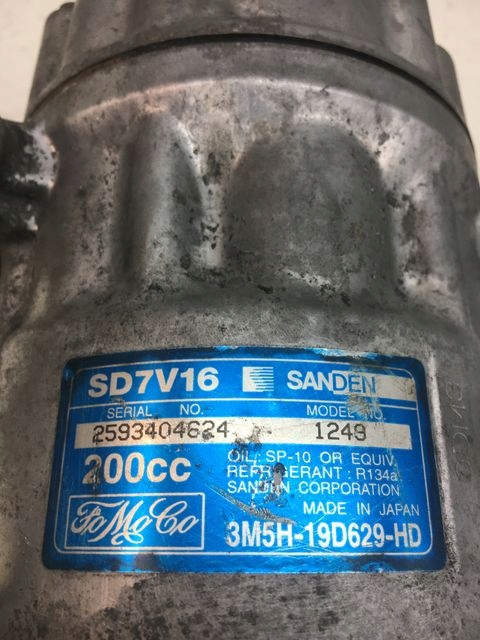 SD7V16 SANDEN
SERIAL NO. MODEL NO.
2593404624 1249
200cc OIL: SP-10 OR EQUIV.
REFRIGERANT: R134a
SANDEN CORPORATION
MADE IN JAPAN
FoMoCo 3M5H-19D629-HD